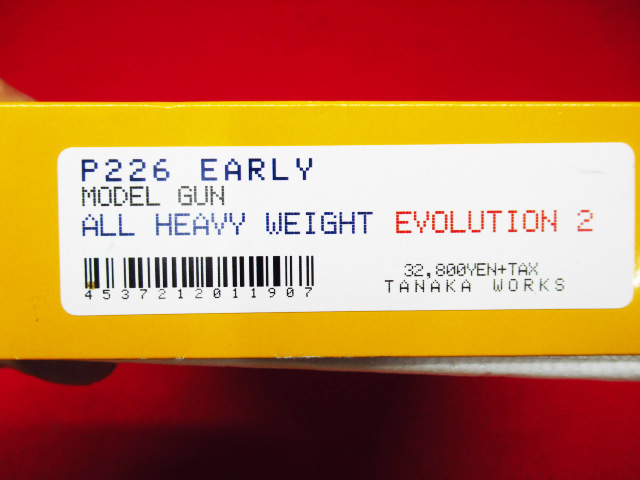 P226 EARLY
MODEL GUN
ALL HEAVY WEIGHT EVOLUTION 2
4537212011907
32,800YEN+TAX
TANAKA WORKS